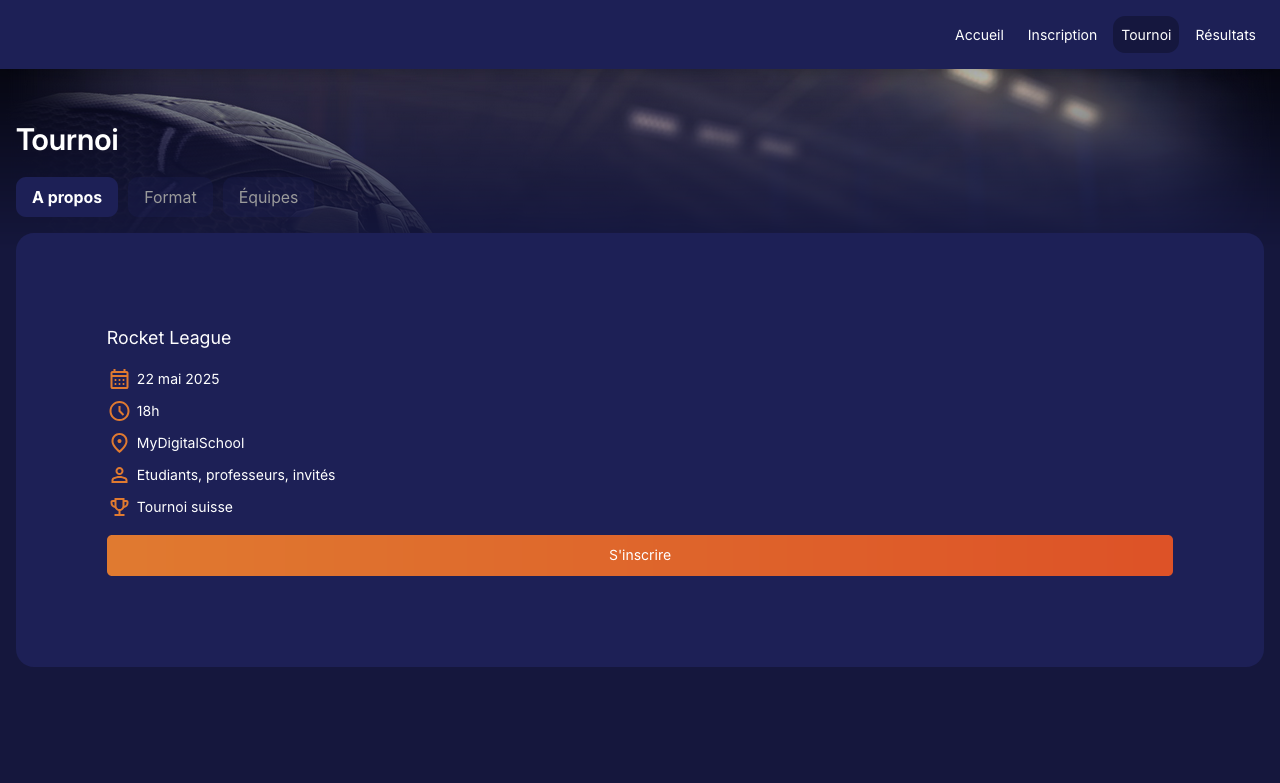 Accueil Inscription Tournoi Résultats
Tournoi
A propos Format Équipes
Rocket League
22 mai 2025
18h
MyDigitalSchool
Etudiants, professeurs, invités
Tournoi suisse
S'inscrire